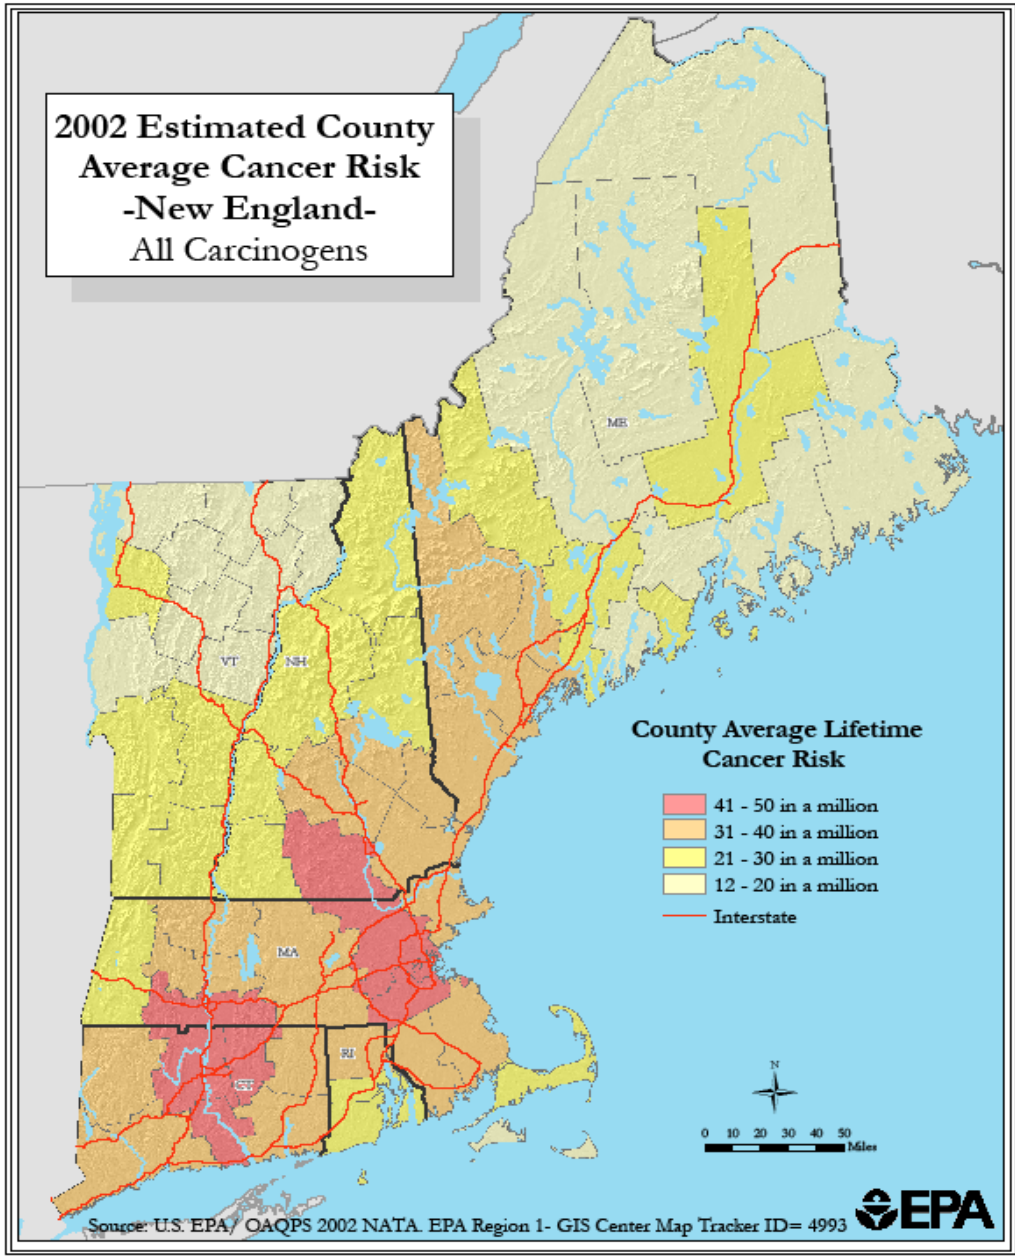 2002 Estimated County
Average Cancer Risk
-New England-
All Carcinogens
ME
VT
NH
MA
RI
CT
County Average Lifetime
Cancer Risk
41 - 50 in a million
31 - 40 in a million
21 - 30 in a million
12 - 20 in a million
Interstate
N
0 10 20 30 40 50
Miles
Source: U.S. EPA/ OAQPS 2002 NATA. EPA Region 1- GIS Center Map Tracker ID= 4993
EPA